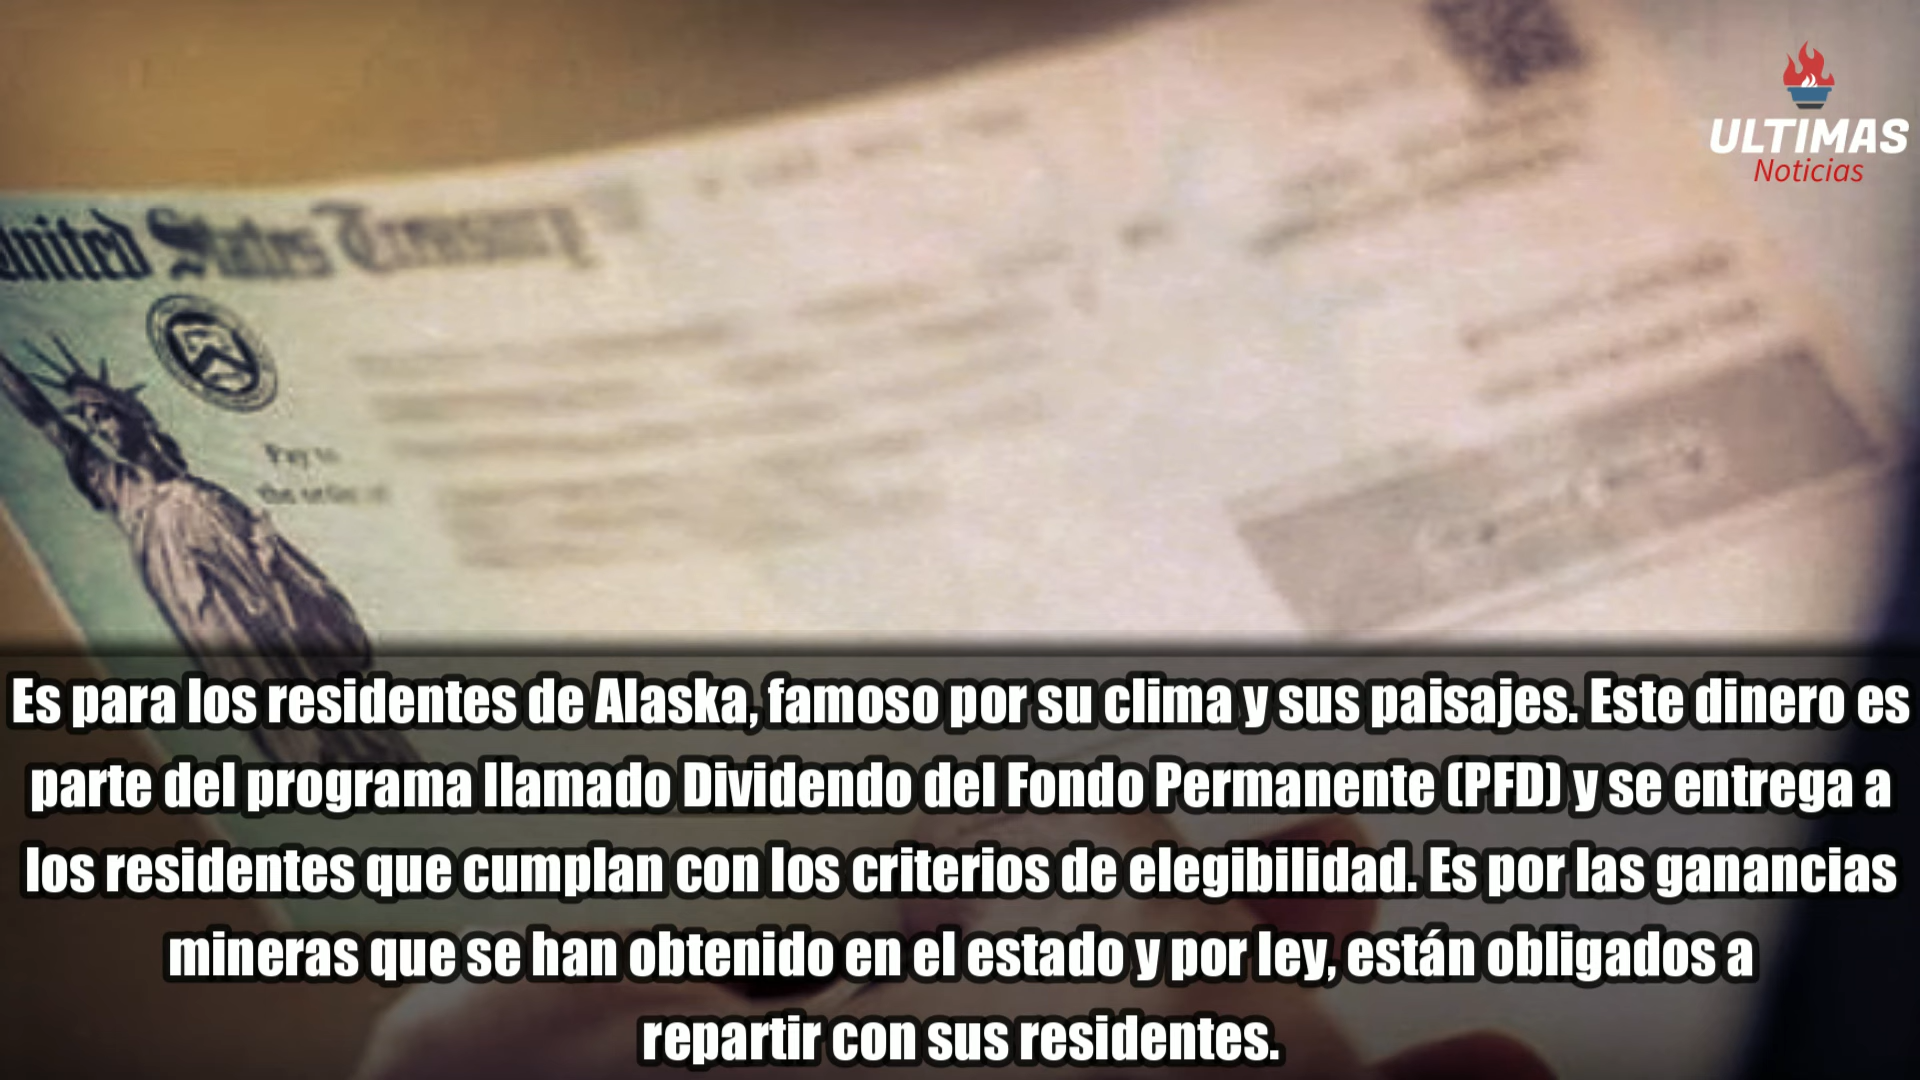 ULTIMAS
Noticias
United States Treasury
Pay to
the order of
Es para los residentes de Alaska, famoso por su clima y sus paisajes. Este dinero es
parte del programa llamado Dividendo del Fondo Permanente (PFD) y se entrega a
los residentes que cumplan con los criterios de elegibilidad. Es por las ganancias
mineras que se han obtenido en el estado y por ley, están obligados a
repartir con sus residentes.